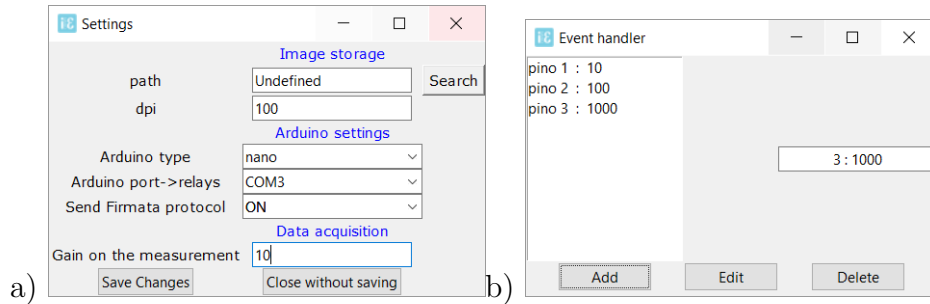 Settings
Image storage
path Undefined Search
dpi 100
Arduino settings
Arduino type nano
Arduino port->relays COM3
Send Firmata protocol ON
Data acquisition
Gain on the measurement 10
a) Save Changes Close without saving
Event handler
pino 1 : 10
pino 2 : 100
pino 3 : 1000
3 : 1000
b) Add Edit Delete